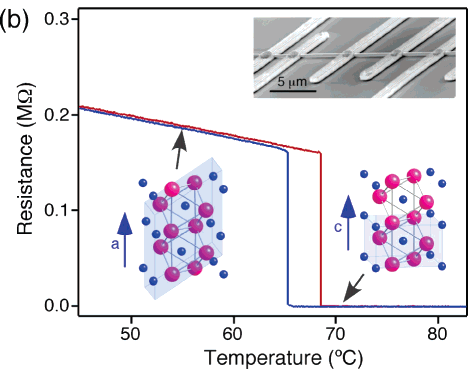 (b)
0.3
0.2
0.1
0.0
Resistance (MΩ)
5 μm
a
c
50
60
70
80
Temperature (ºC)